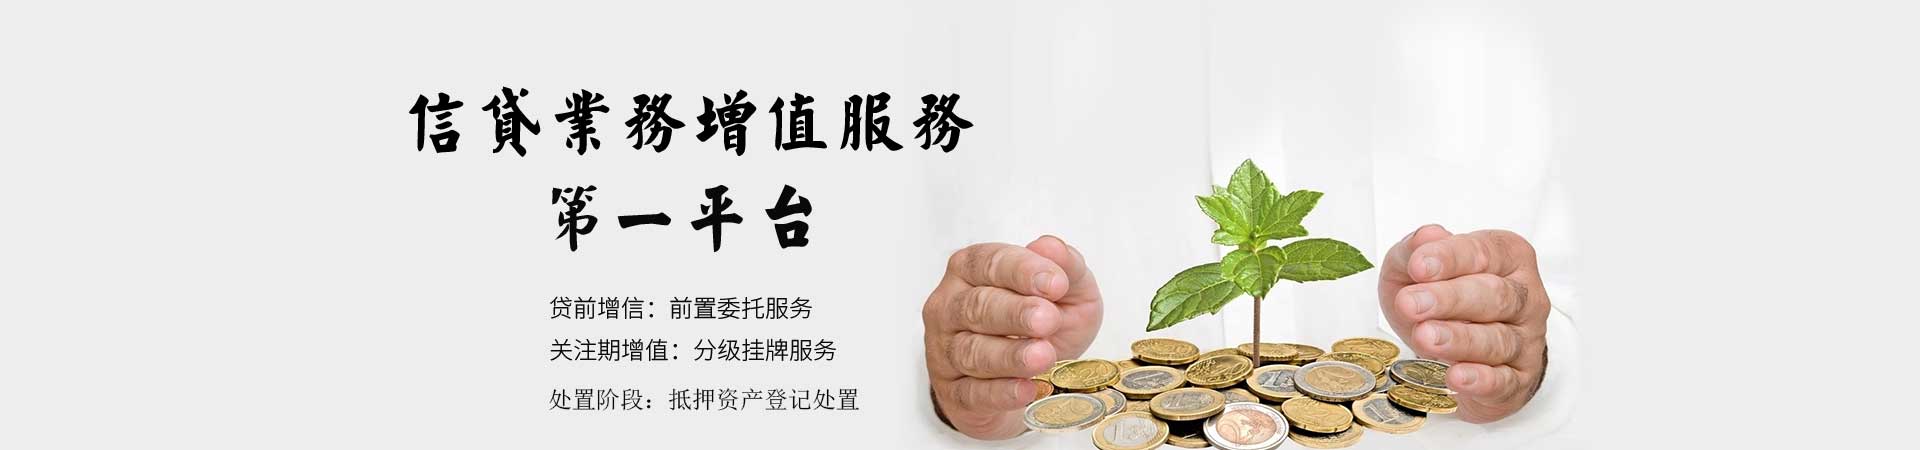 信貸業務增值服務
第一平台
贷前增信：前置委托服务
关注期增值：分级挂牌服务
处置阶段：抵押资产登记处置